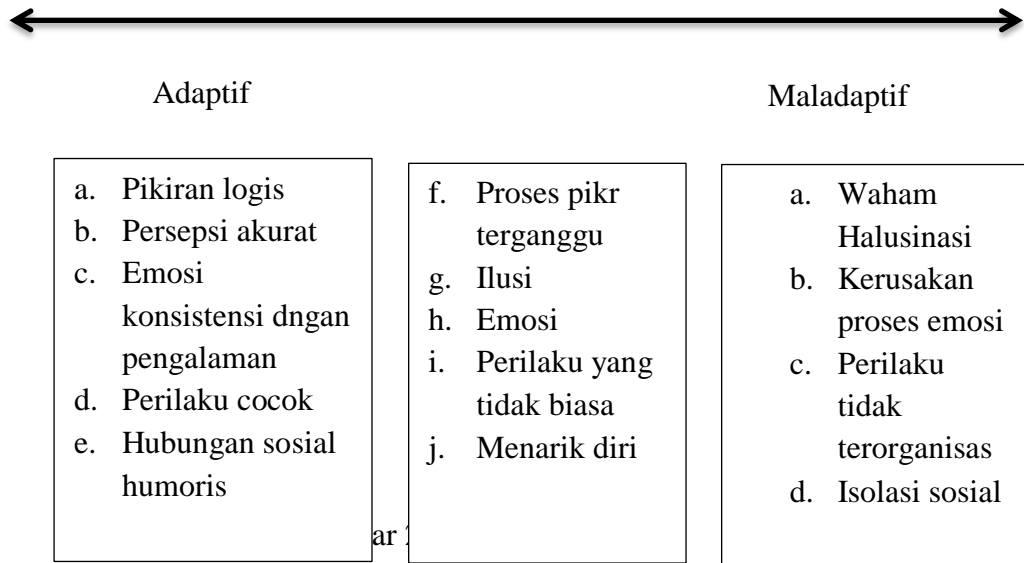 Adaptif
Maladaptif
a. Pikiran logis
b. Persepsi akurat
c. Emosi
konsistensi dngan
pengalaman
d. Perilaku cocok
e. Hubungan sosial
humoris
f. Proses pikr
terganggu
g. Ilusi
h. Emosi
i. Perilaku yang
tidak biasa
j. Menarik diri
a. Waham
Halusinasi
b. Kerusakan
proses emosi
c. Perilaku
tidak
terorganisas
d. Isolasi sosial